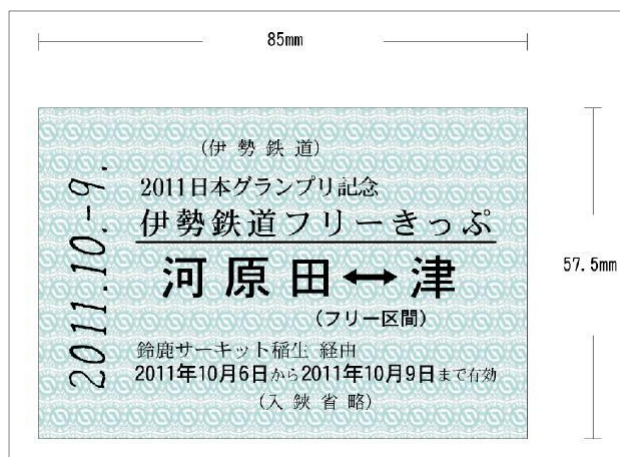 85mm
(伊勢鉄道)
2011日本グランプリ記念
伊勢鉄道フリーきっぷ
河原田↔津
(フリー区間)
鈴鹿サーキット稲生 経由
2011年10月6日から2011年10月9日まで有効
(入鋏省略)
2011.10.-9.
57.5mm